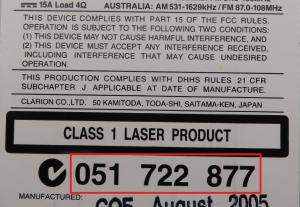 15A Load 4Ω AUSTRALIA: AM 531-1629kHz / FM 87.0-108MHz
THIS DEVICE COMPLIES WITH PART 15 OF THE FCC RULES.
OPERATION IS SUBJECT TO THE FOLLOWING TWO CONDITIONS
(1) THIS DEVICE MAY NOT CAUSE HARMFUL INTERFERENCE, AND
(2) THIS DEVICE MUST ACCEPT ANY INTERFERENCE RECEIVED,
INCLUDING INTERFERENCE THAT MAY CAUSE UNDESIRED
OPERATION.
THIS PRODUCTION COMPLIES WITH DHHS RULES 21 CFR
SUBCHAPTER J APPLICABLE AT DATE OF MANUFACTURE.
CLARION CO.,LTD. 50 KAMITODA, TODA-SHI, SAITAMA-KEN, JAPAN
CLASS 1 LASER PRODUCT
051 722 877
MANUFACTURED: August 2005